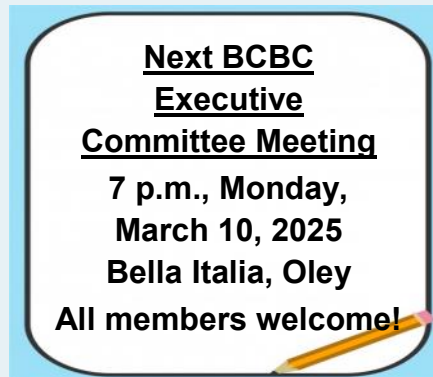 Next BCBC
Executive
Committee Meeting
7 p.m., Monday,
March 10, 2025
Bella Italia, Oley
All members welcome!